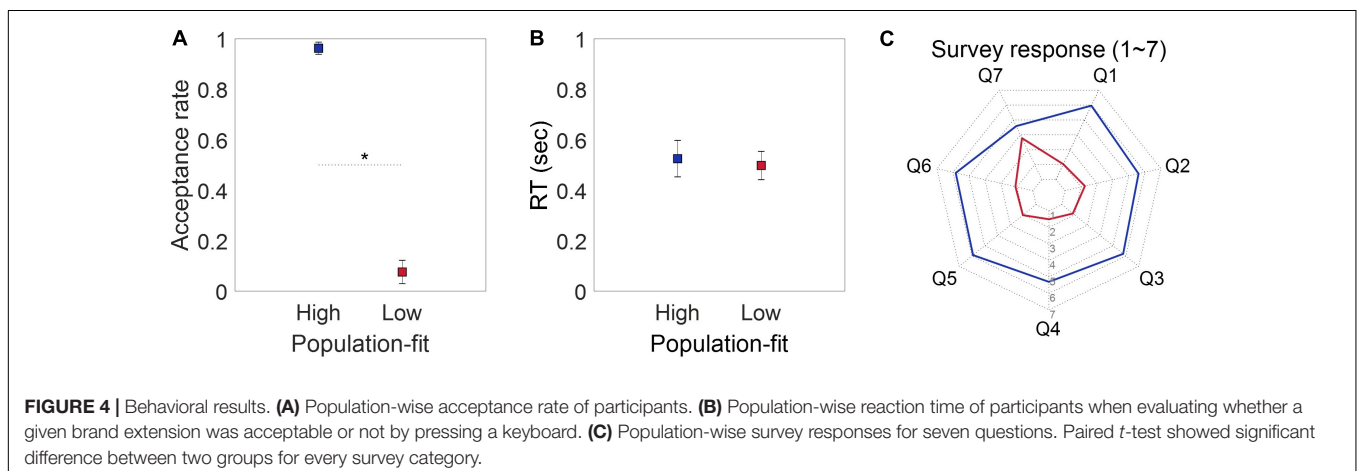 A
1
0.8
0.6
0.4
0.2
0
Acceptance rate
*
High Low
Population-fit
B
1
0.8
0.6
0.4
0.2
0
RT (sec)
High Low
Population-fit
C
Survey response (1~7)
Q7 Q1
Q6 Q2
Q5 Q3
1
2
3
4
5
6
7
Q4
FIGURE 4 | Behavioral results. (A) Population-wise acceptance rate of participants. (B) Population-wise reaction time of participants when evaluating whether a
given brand extension was acceptable or not by pressing a keyboard. (C) Population-wise survey responses for seven questions. Paired t-test showed significant
difference between two groups for every survey category.